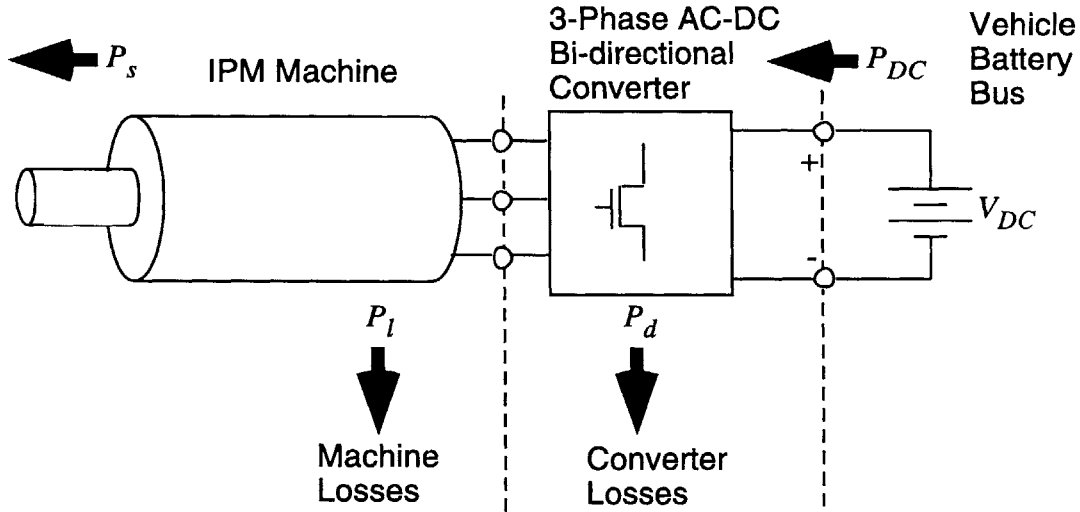 3-Phase AC-DC
Bi-directional
Converter
Vehicle
Battery
Bus
P_s
IPM Machine
P_DC
+
-
V_DC
P_l
P_d
Machine
Losses
Converter
Losses